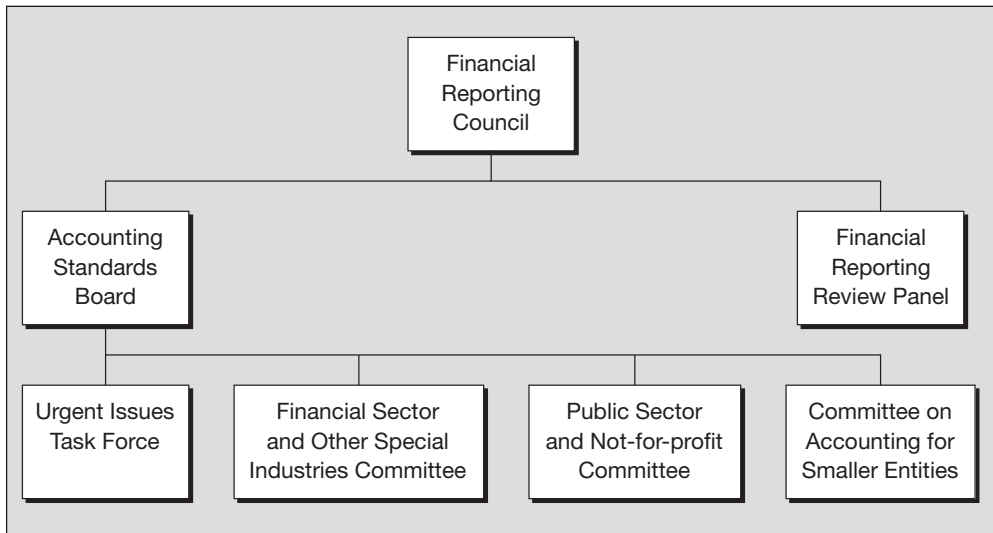 Financial
Reporting
Council
Accounting
Standards
Board
Financial
Reporting
Review Panel
Urgent Issues
Task Force
Financial Sector
and Other Special
Industries Committee
Public Sector
and Not-for-profit
Committee
Committee on
Accounting for
Smaller Entities